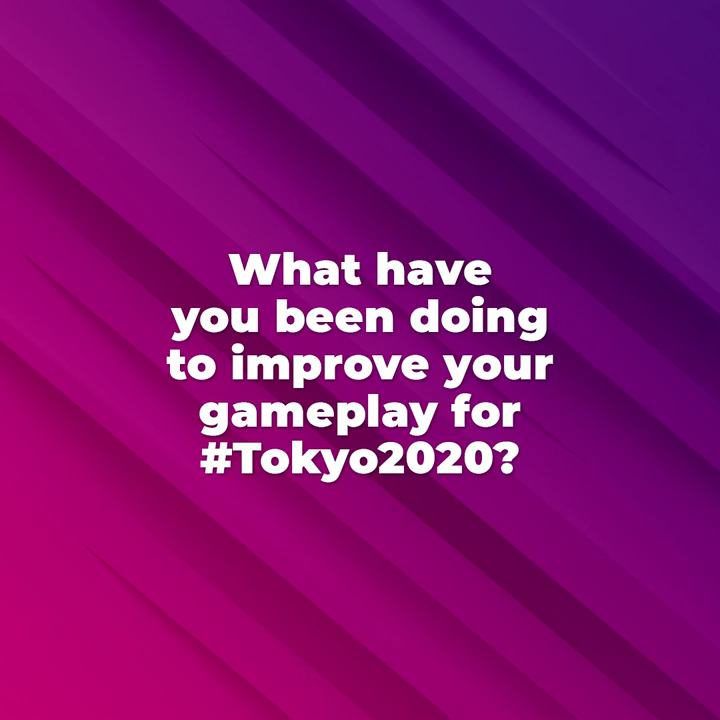 What have
you been doing
to improve your
gameplay for
#Tokyo2020?